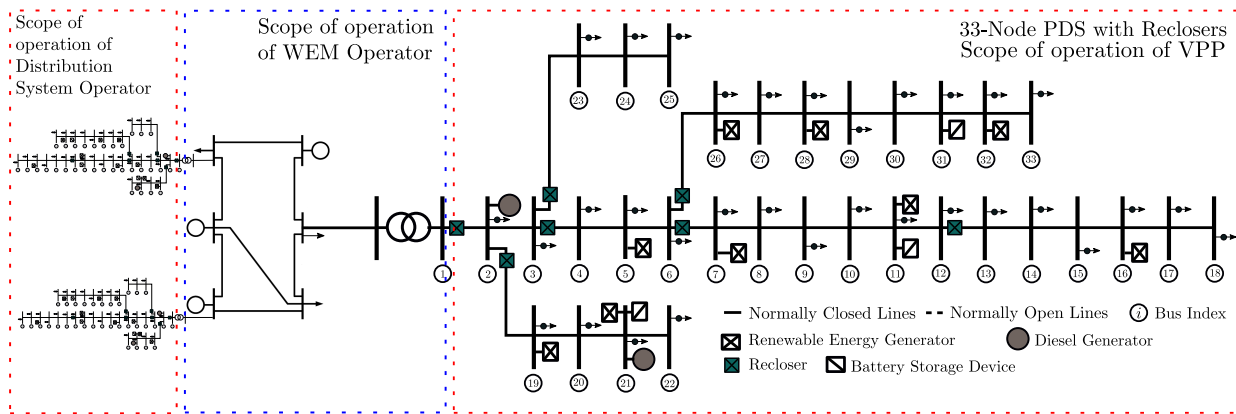 Scope of
operation of
Distribution
System Operator
Scope of operation
of WEM Operator
33-Node PDS with Reclosers
Scope of operation of VPP
23 24 25
26 27 28 29 30 31 32 33
1 2 3 4 5 6 7 8 9 10 11 12 13 14 15 16 17 18
19 20 21 22
Normally Closed Lines Normally Open Lines i Bus Index
Renewable Energy Generator Diesel Generator
Recloser Battery Storage Device